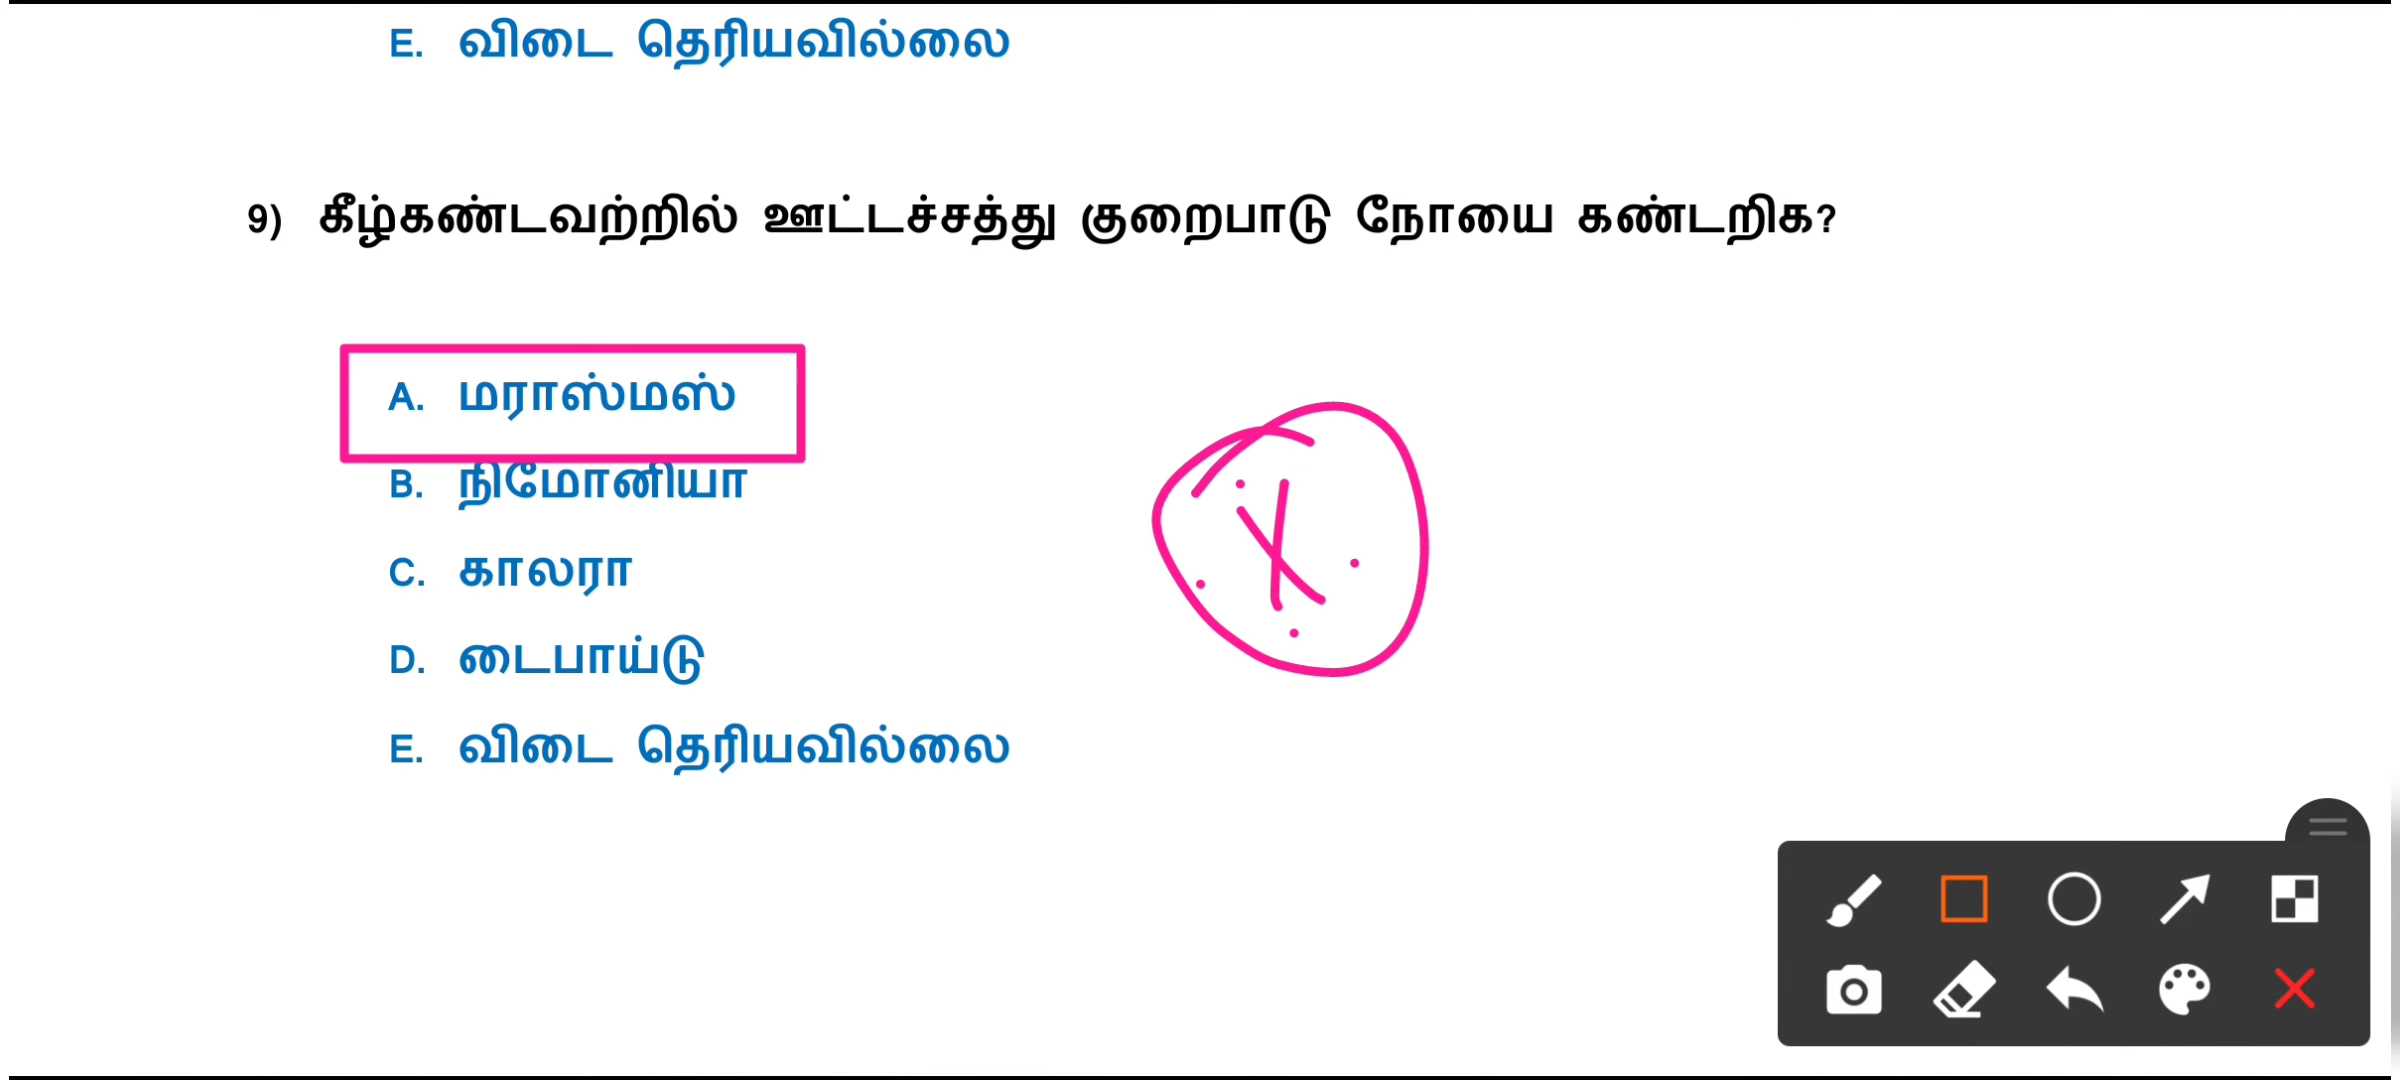 E. விடை தெரியவில்லை
9) கீழ்கண்டவற்றில் ஊட்டச்சத்து குறைபாடு நோயை கண்டறிக?
A. மராஸ்மஸ்
B. நிமோனியா
C. காலரா
D. டைபாய்டு
E. விடை தெரியவில்லை